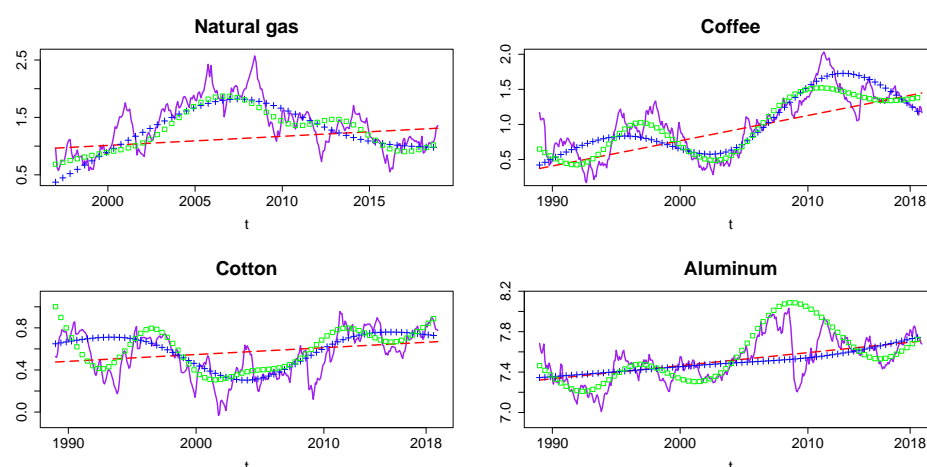 Natural gas
0.5 1.5 2.5
2000 2005 2010 2015
t
Coffee
0.5 1.0 1.5 2.0
1990 2000 2010 2018
t
Cotton
0.0 0.4 0.8
1990 2000 2010 2018
t
Aluminum
7.0 7.4 7.8 8.2
1990 2000 2010 2018
t